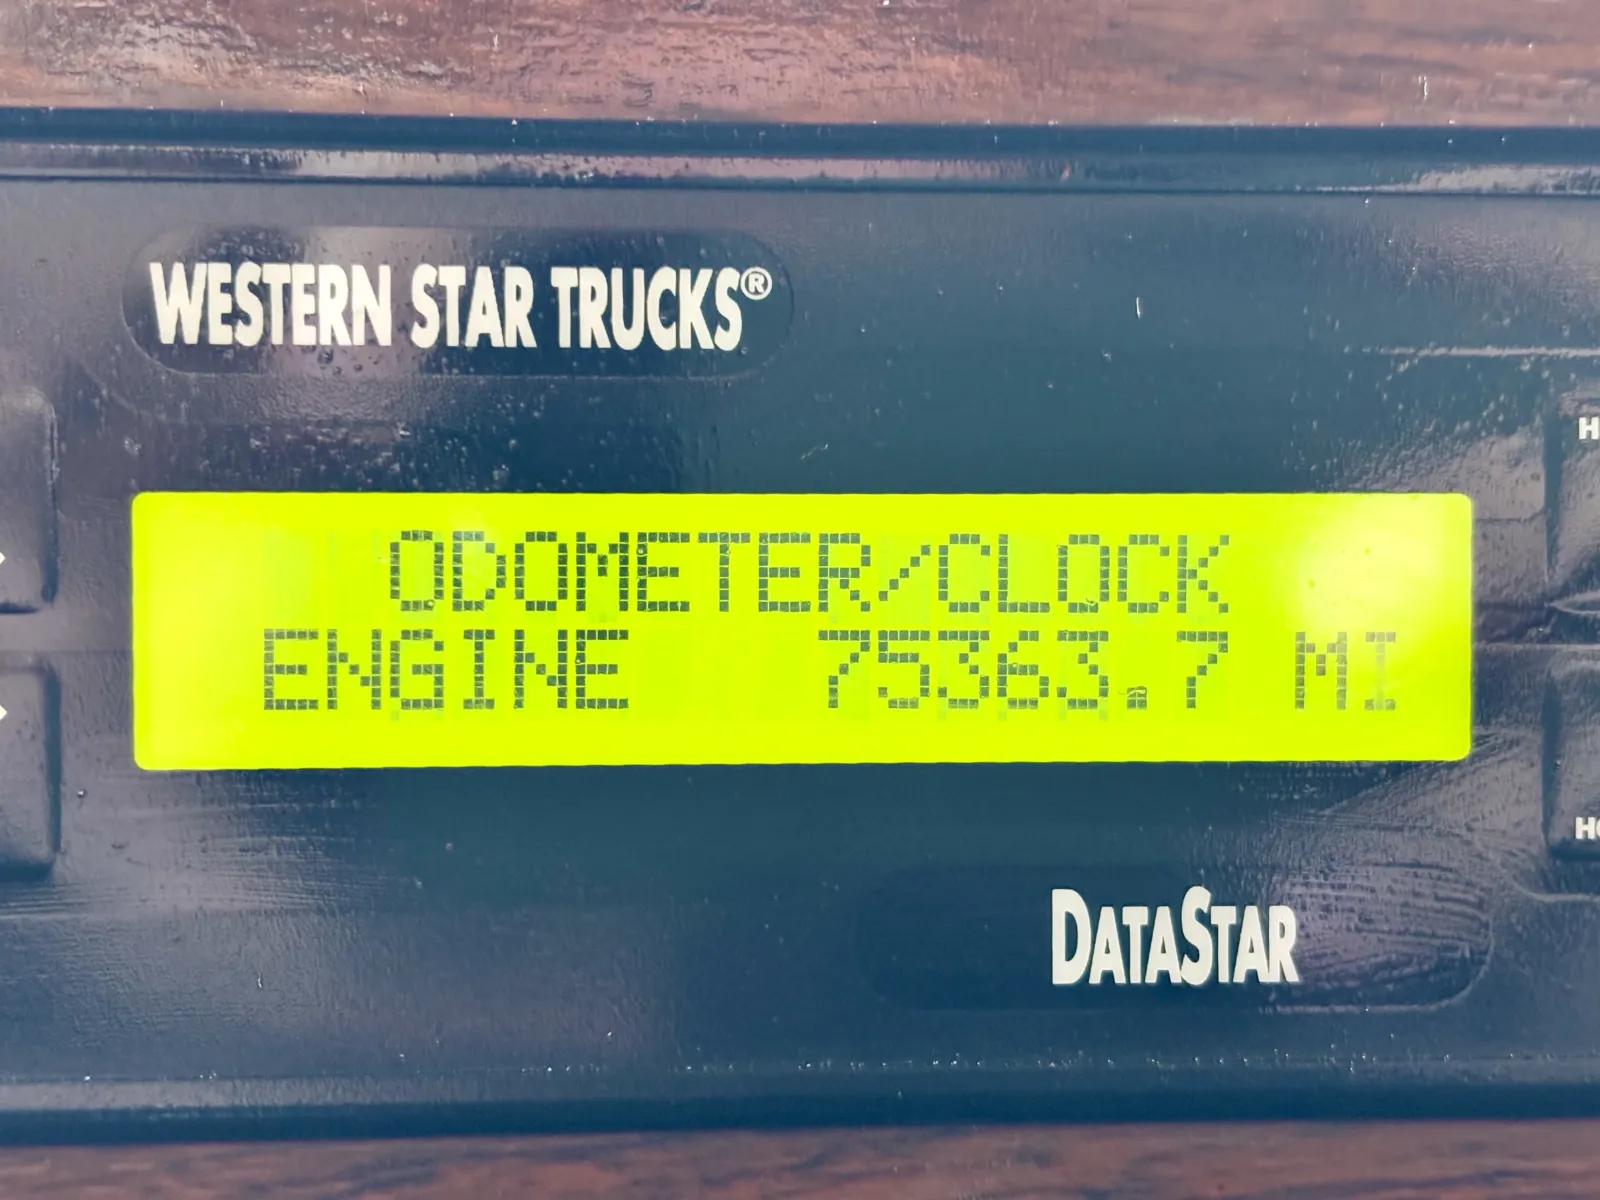 WESTERN STAR TRUCKS®
ODOMETER/CLOCK
ENGINE 75363.7 MI
DATASTAR